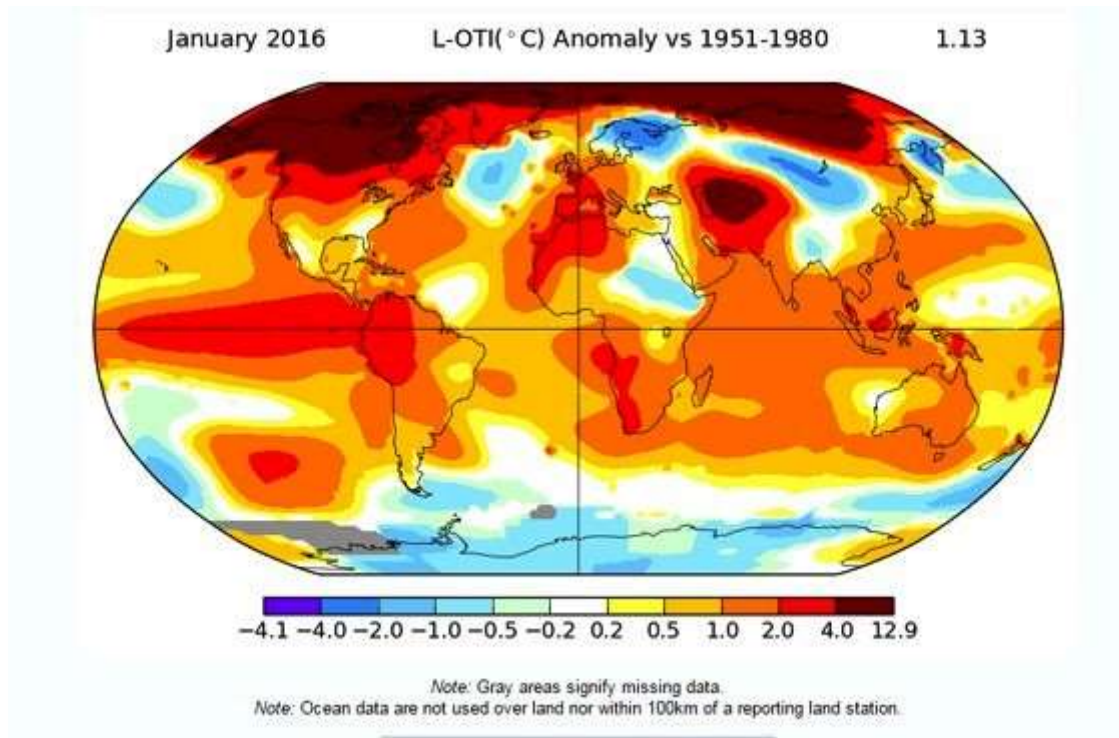 January 2016 L-OTI(°C) Anomaly vs 1951-1980 1.13
−4.1 −4.0 −2.0 −1.0 −0.5 −0.2 0.2 0.5 1.0 2.0 4.0 12.9
Note: Gray areas signify missing data.
Note: Ocean data are not used over land nor within 100km of a reporting land station.